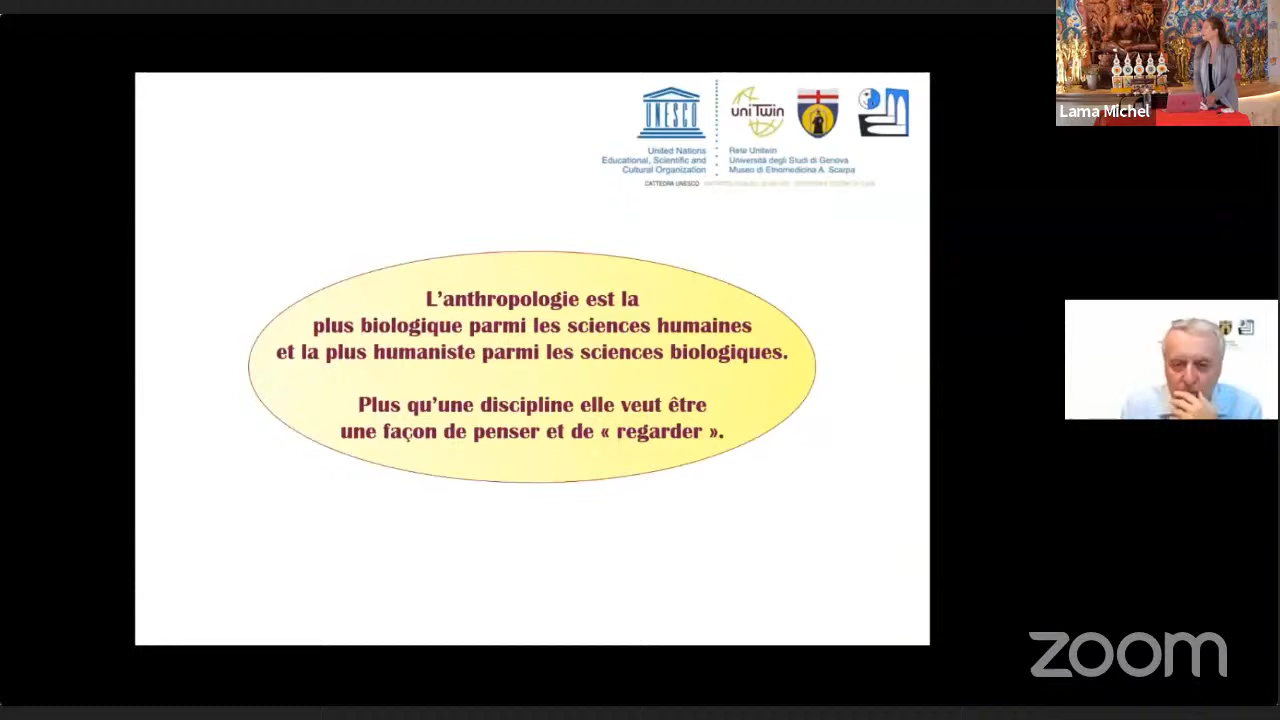 UNESCO
United Nations
Educational, Scientific and
Cultural Organization
uniTwin
Rete Unitwin
Università degli Studi di Genova
Museo di Etnomedicina A. Scarpa
CATTEDRA UNESCO
L'anthropologie est la
plus biologique parmi les sciences humaines
et la plus humaniste parmi les sciences biologiques.
Plus qu'une discipline elle veut être
une façon de penser et de « regarder ».
Lama Michel
zoom